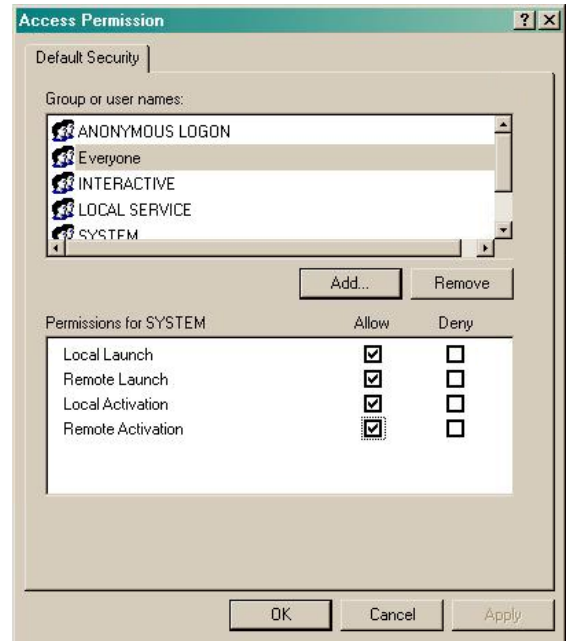 Access Permission
Default Security
Group or user names:
ANONYMOUS LOGON
Everyone
INTERACTIVE
LOCAL SERVICE
SYSTEM
Add... Remove
Permissions for SYSTEM Allow Deny
Local Launch
Remote Launch
Local Activation
Remote Activation
OK Cancel Apply